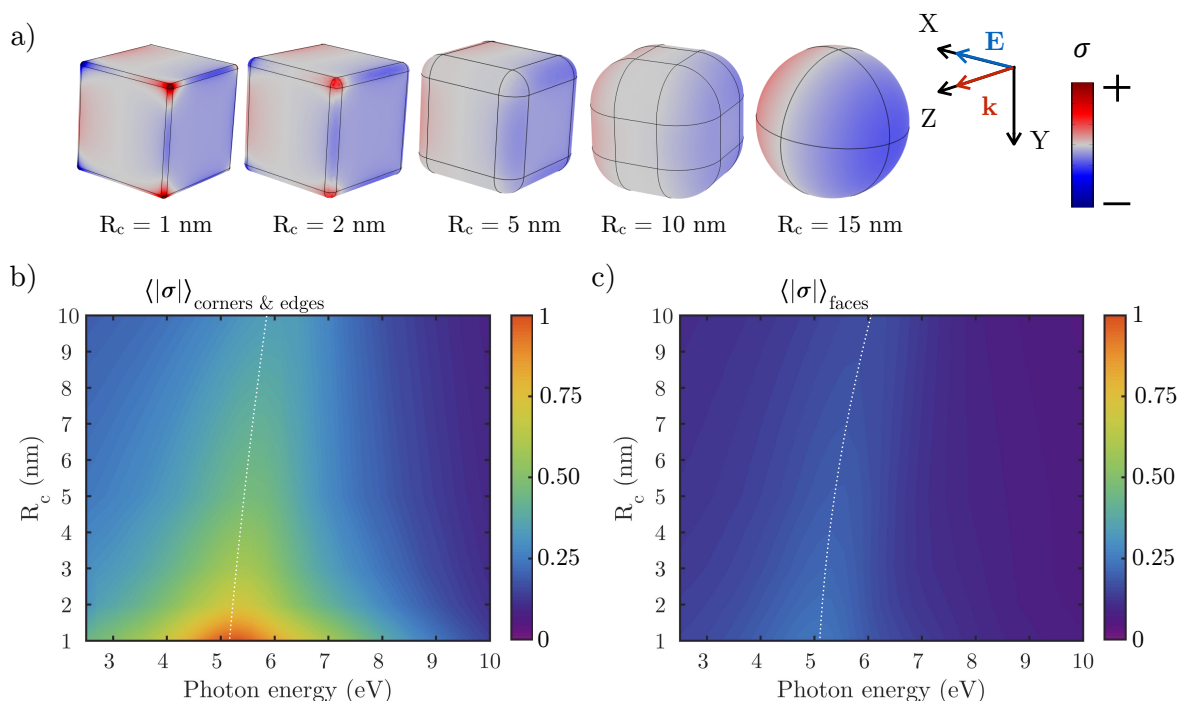 a)
X
E
Z
k
Y
σ
+
−
R_c = 1 nm
R_c = 2 nm
R_c = 5 nm
R_c = 10 nm
R_c = 15 nm
b)
⟨|σ|⟩corners & edges
10
9
8
7
6
5
4
3
2
1
R_c (nm)
3 4 5 6 7 8 9 10
Photon energy (eV)
1
0.75
0.50
0.25
0
c)
⟨|σ|⟩faces
10
9
8
7
6
5
4
3
2
1
R_c (nm)
3 4 5 6 7 8 9 10
Photon energy (eV)
1
0.75
0.50
0.25
0